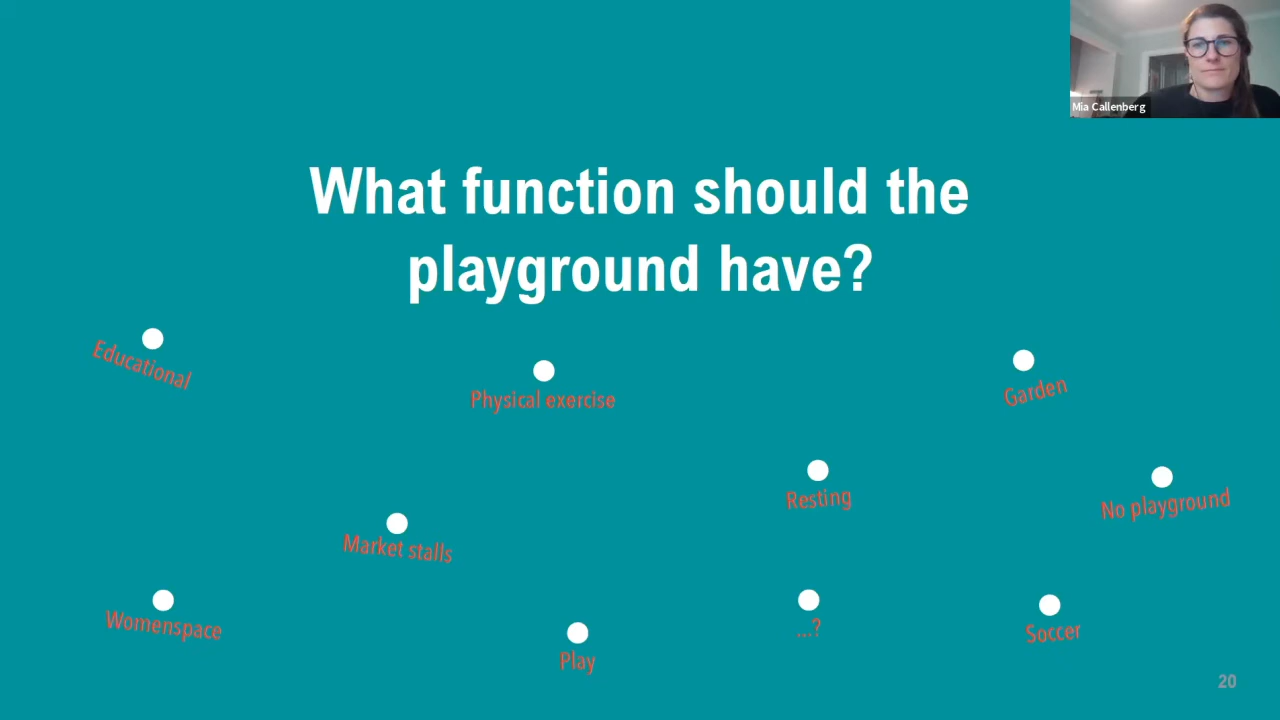 Mia Callenberg
What function should the
playground have?
Educational
Physical exercise
Garden
Resting
No playground
Market stalls
Womenspace
Play
...?
Soccer
20